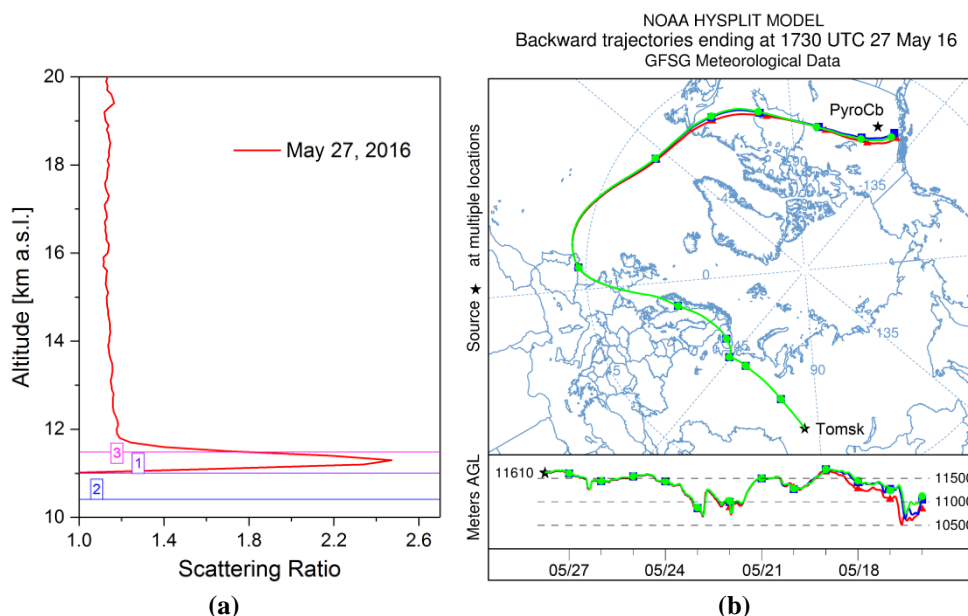 NOAA HYSPLIT MODEL
Backward trajectories ending at 1730 UTC 27 May 16
GFSG Meteorological Data
20
18
16
14
12
10
Altitude [km a.s.l.]
May 27, 2016
3
1
2
1.0
1.4
1.8
2.2
2.6
Scattering Ratio
(a)
Source ★ at multiple locations
PyroCb
-90
-135
-45
0
135
45
45
90
Tomsk
Meters AGL
11610
11500
11000
10500
05/27
05/24
05/21
05/18
(b)